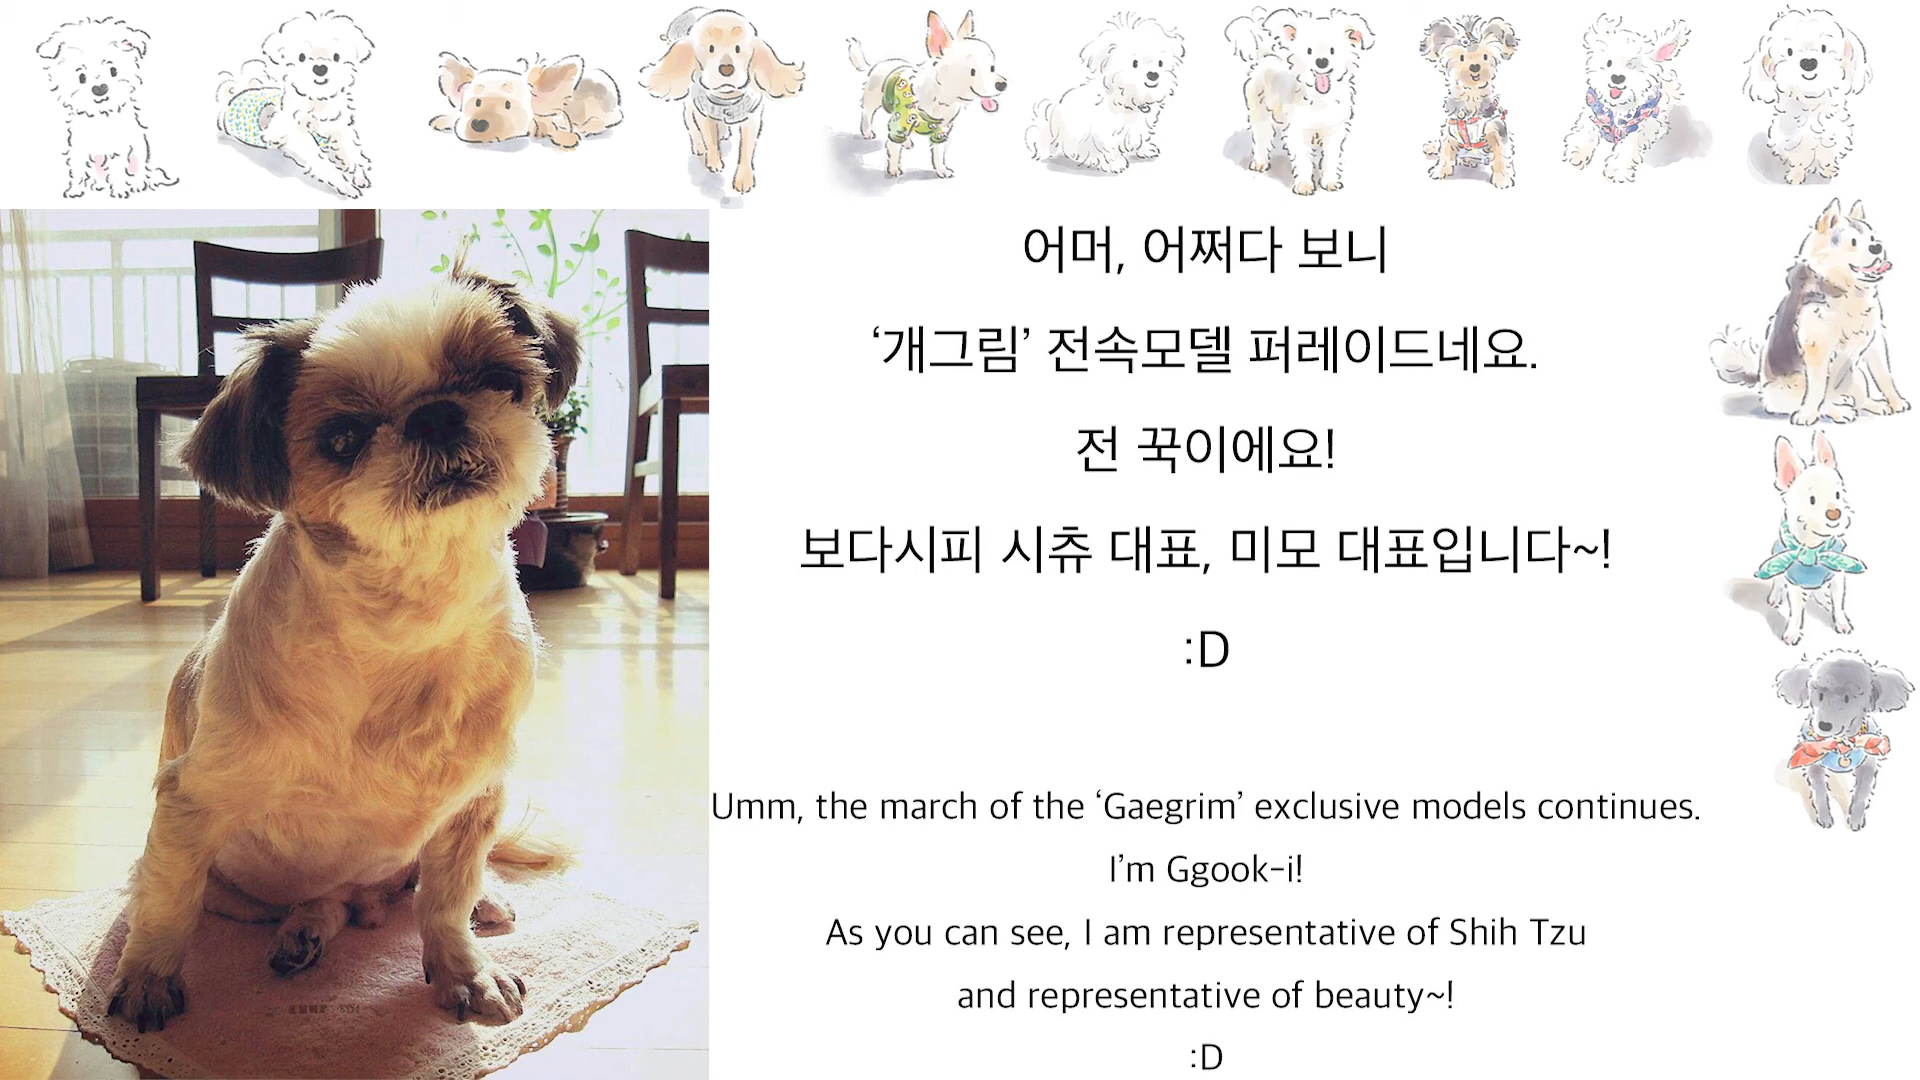 어머, 어쩌다 보니
‘개그림’ 전속모델 퍼레이드네요.
전 꾹이에요!
보다시피 시츄 대표, 미모 대표입니다~!
:D
Umm, the march of the ‘Gaegrim’ exclusive models continues.
I’m Ggook-i!
As you can see, I am representative of Shih Tzu
and representative of beauty~!
:D